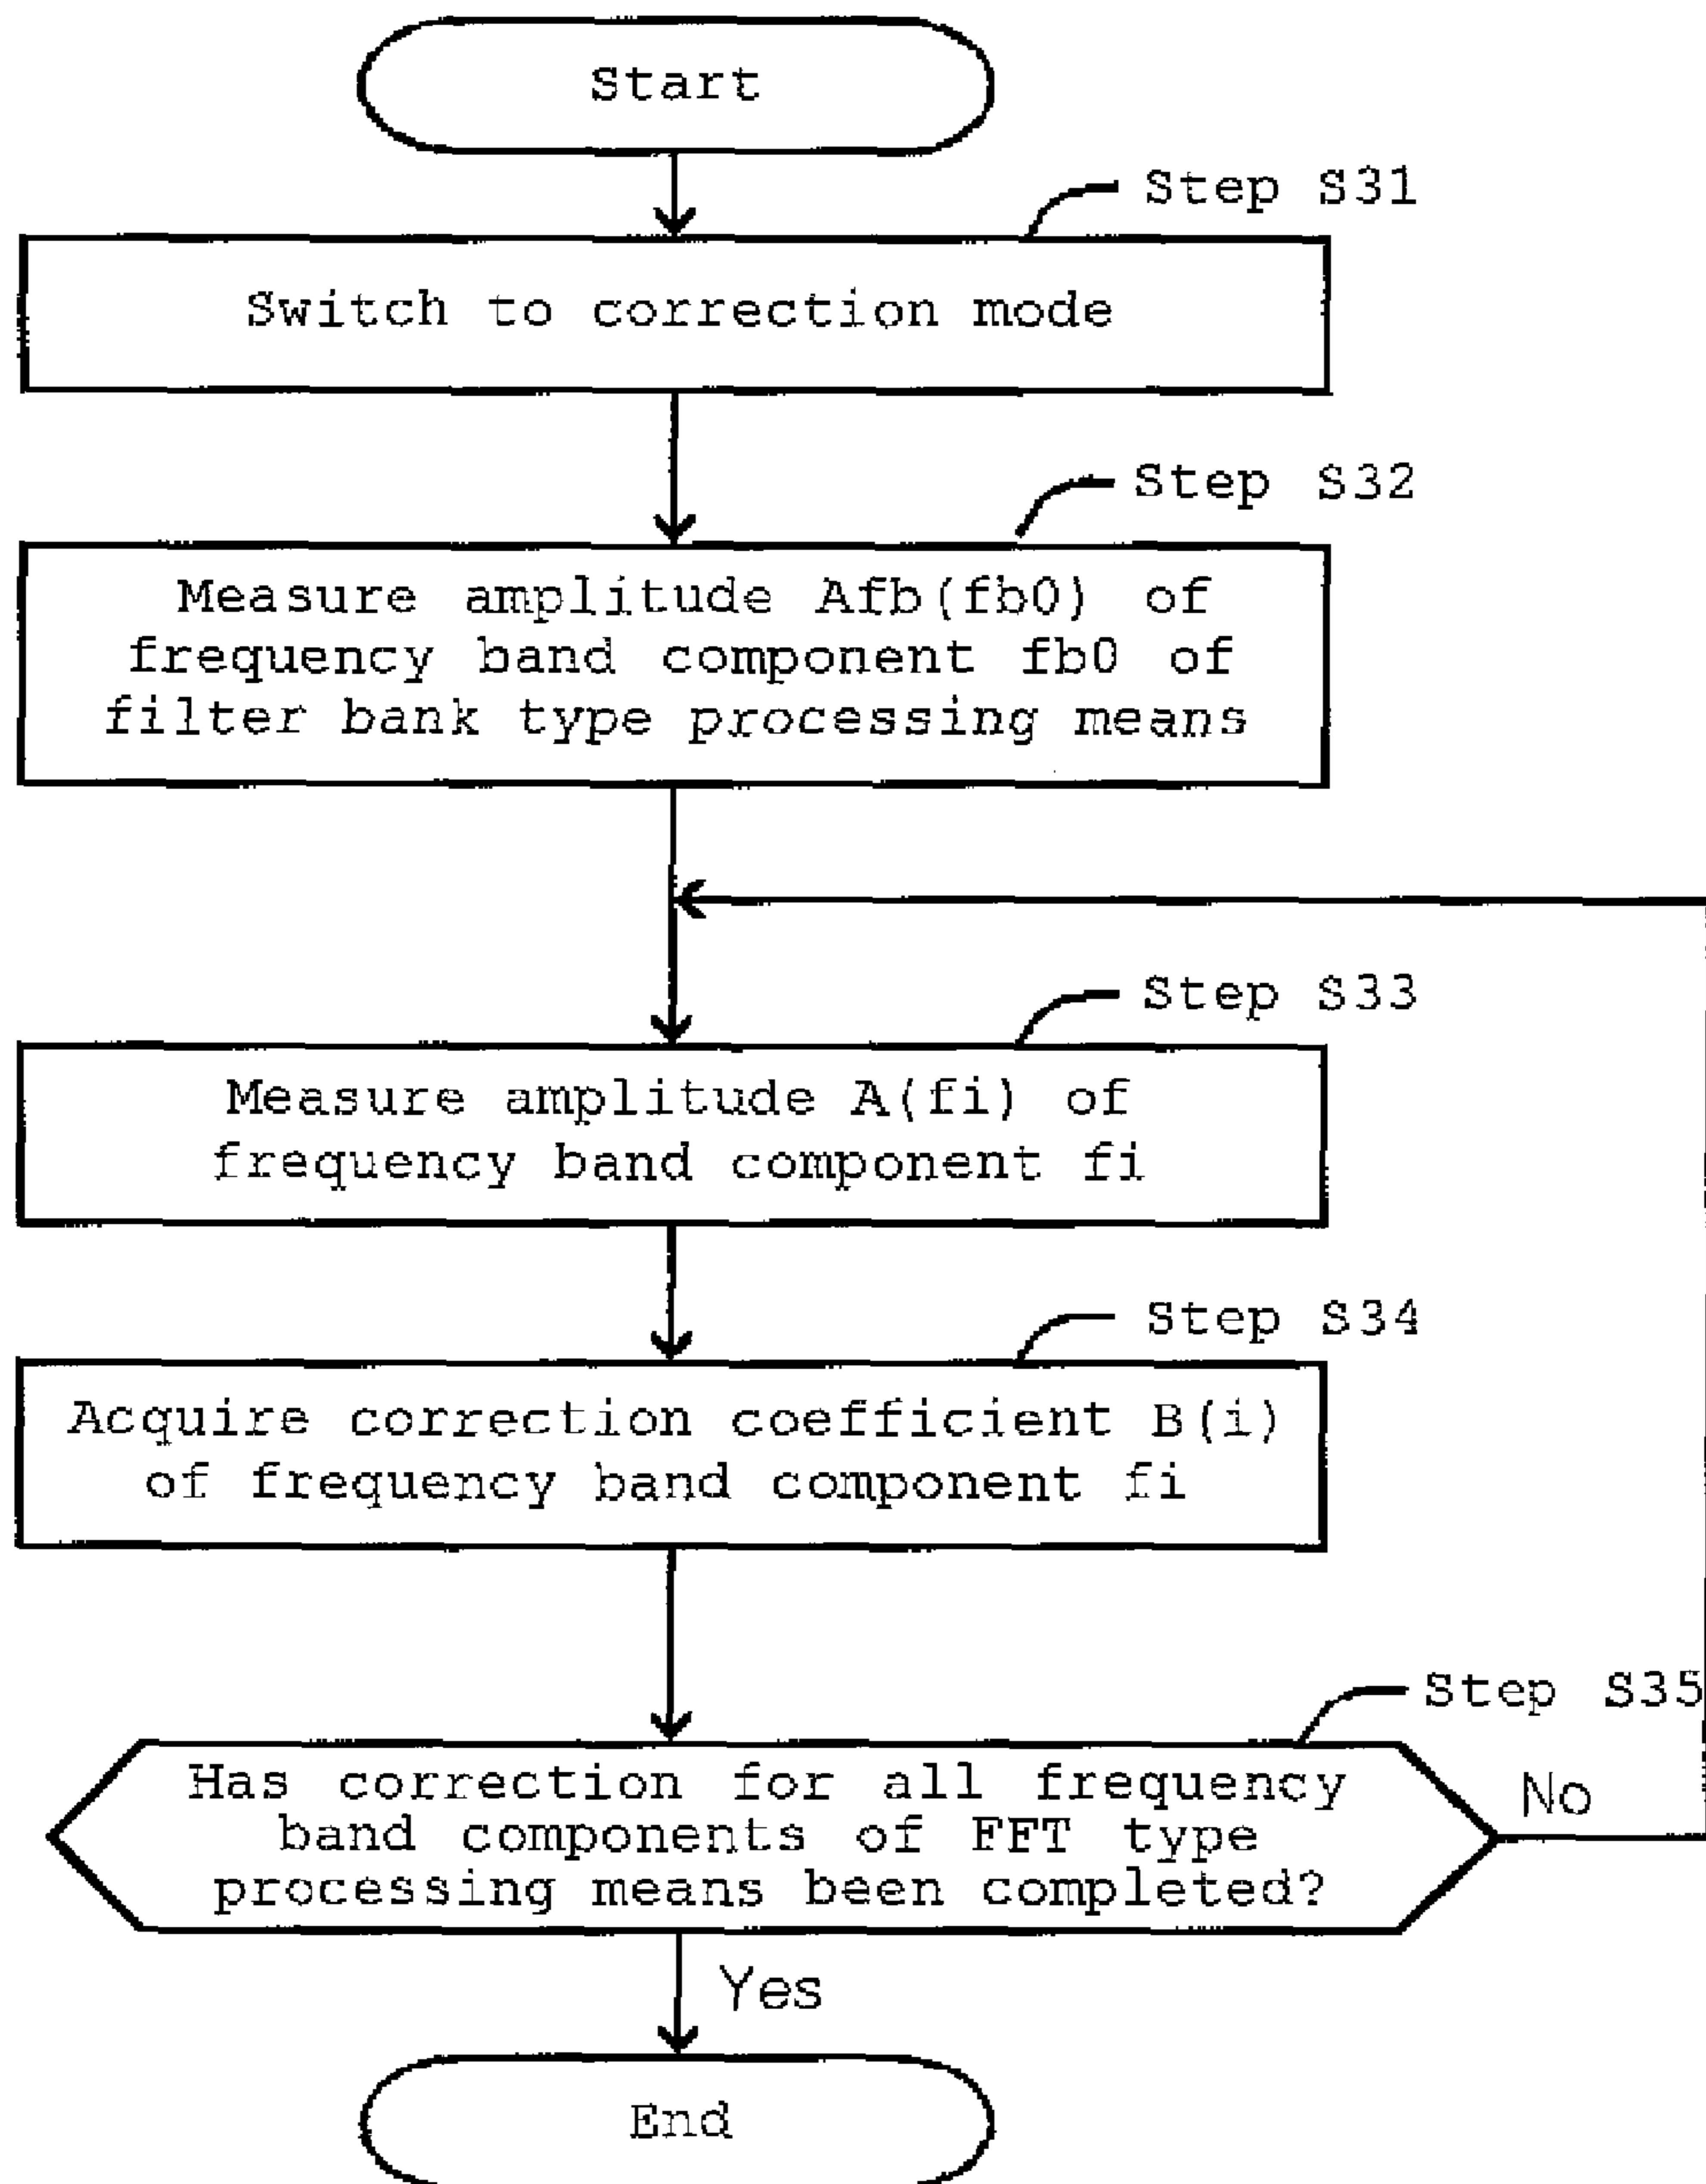 Start
Step S31
Switch to correction mode
Step S32
Measure amplitude Afb(fb0) of
frequency band component fb0 of
filter bank type processing means
Step S33
Measure amplitude A(fi) of
frequency band component fi
Step S34
Acquire correction coefficient B(i)
of frequency band component fi
Step S35
Has correction for all frequency
band components of FFT type
processing means been completed?
No
Yes
End